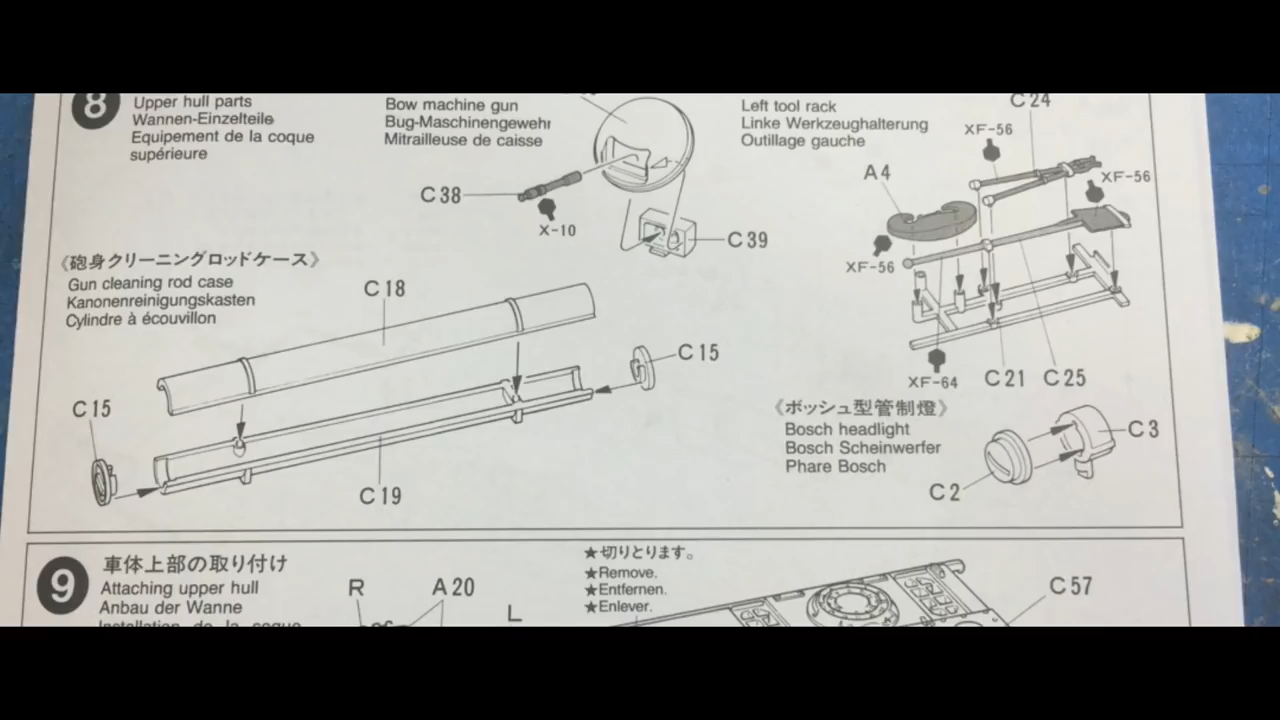 8
Upper hull parts
Wannen-Einzelteile
Equipement de la coque
supérieure
Bow machine gun
Bug-Maschinengewehr
Mitrailleuse de caisse
C38
X-10
C39
Left tool rack
Linke Werkzeughalterung
Outillage gauche
C24
XF-56
A4
XF-56
XF-56
XF-64
C21
C25
《砲身クリーニングロッドケース》
Gun cleaning rod case
Kanonenreinigungskasten
Cylindre à écouvillon
C18
C15
C15
C19
《ボッシュ型管制燈》
Bosch headlight
Bosch Scheinwerfer
Phare Bosch
C3
C2
9
車体上部の取り付け
Attaching upper hull
Anbau der Wanne
Installation de la coque
R
A20
L
★切りとります。
★Remove.
★Entfernen.
★Enlever.
C57